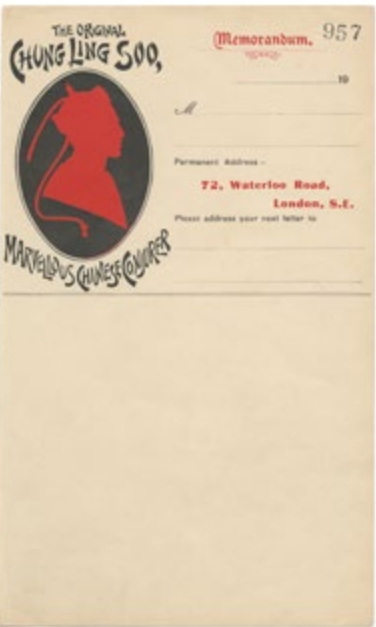 THE ORIGINAL
CHUNG LING SOO,
MARVELLOUS CHINESE CONJURER
Memorandum.
957
19
M
Permanent Address :-
72, Waterloo Road,
London, S.E.
Please address your next letter to